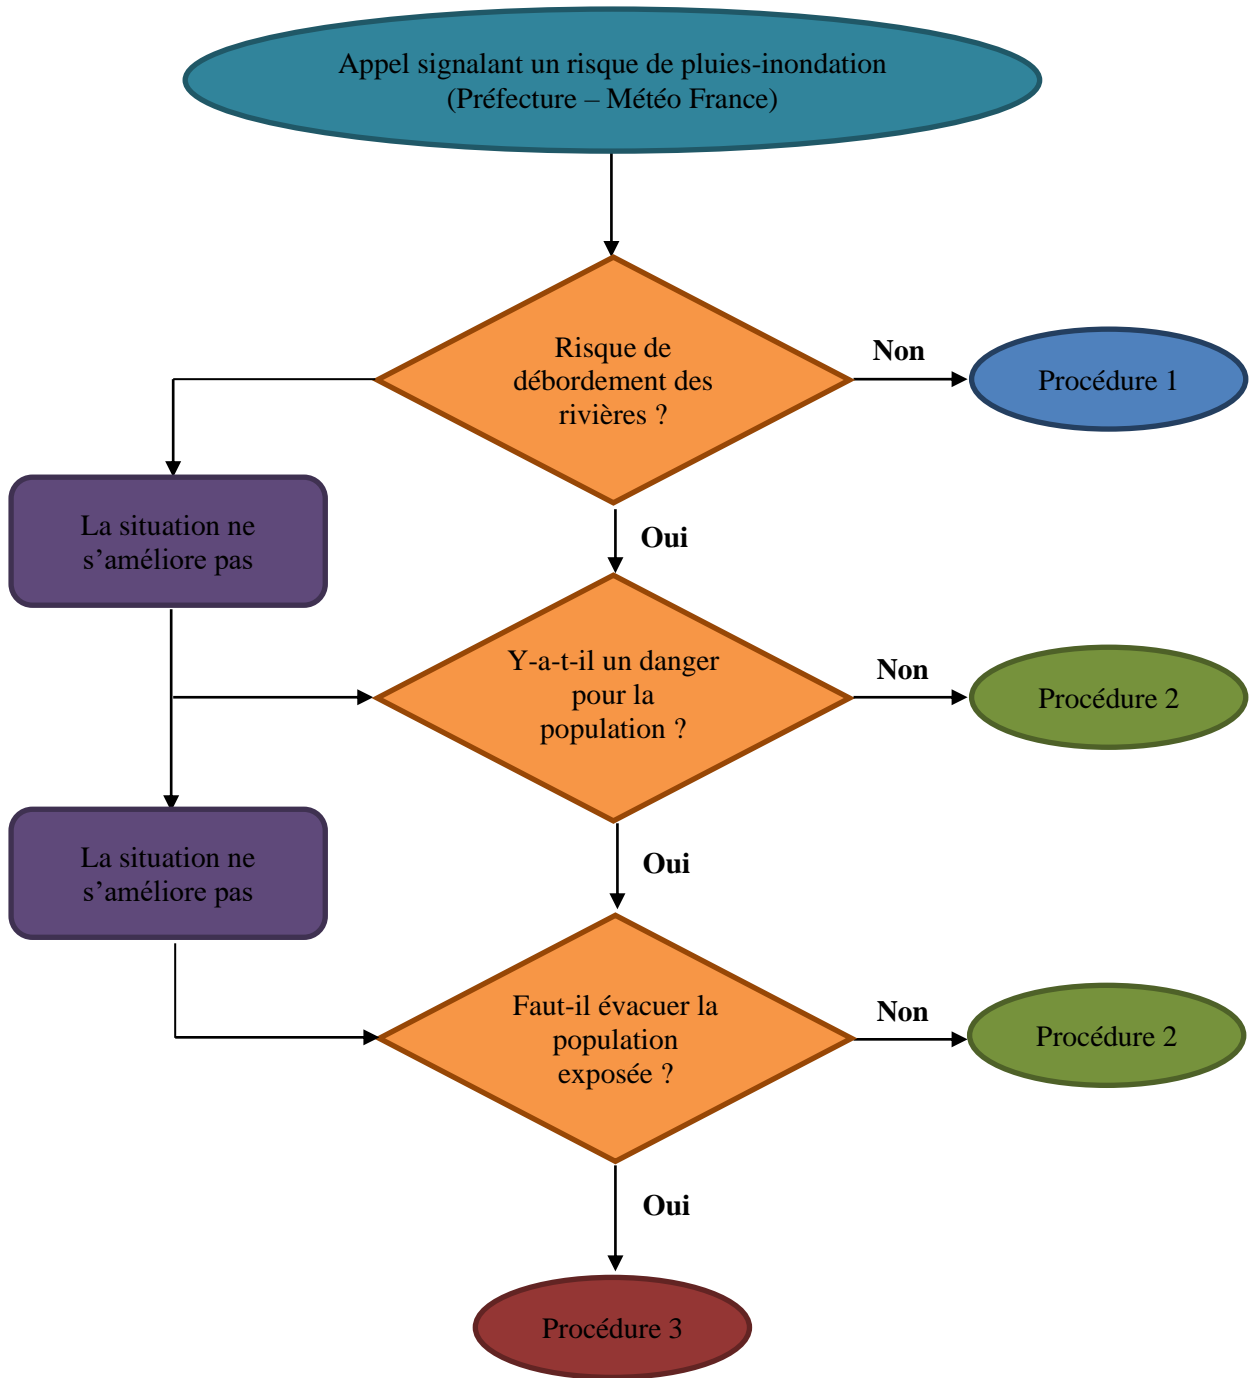 Appel signalant un risque de pluies-inondation
(Préfecture – Météo France)
Risque de
débordement des
rivières ?
Non
Procédure 1
La situation ne
s’améliore pas
Oui
Y-a-t-il un danger
pour la
population ?
Non
Procédure 2
La situation ne
s’améliore pas
Oui
Faut-il évacuer la
population
exposée ?
Non
Procédure 2
Oui
Procédure 3